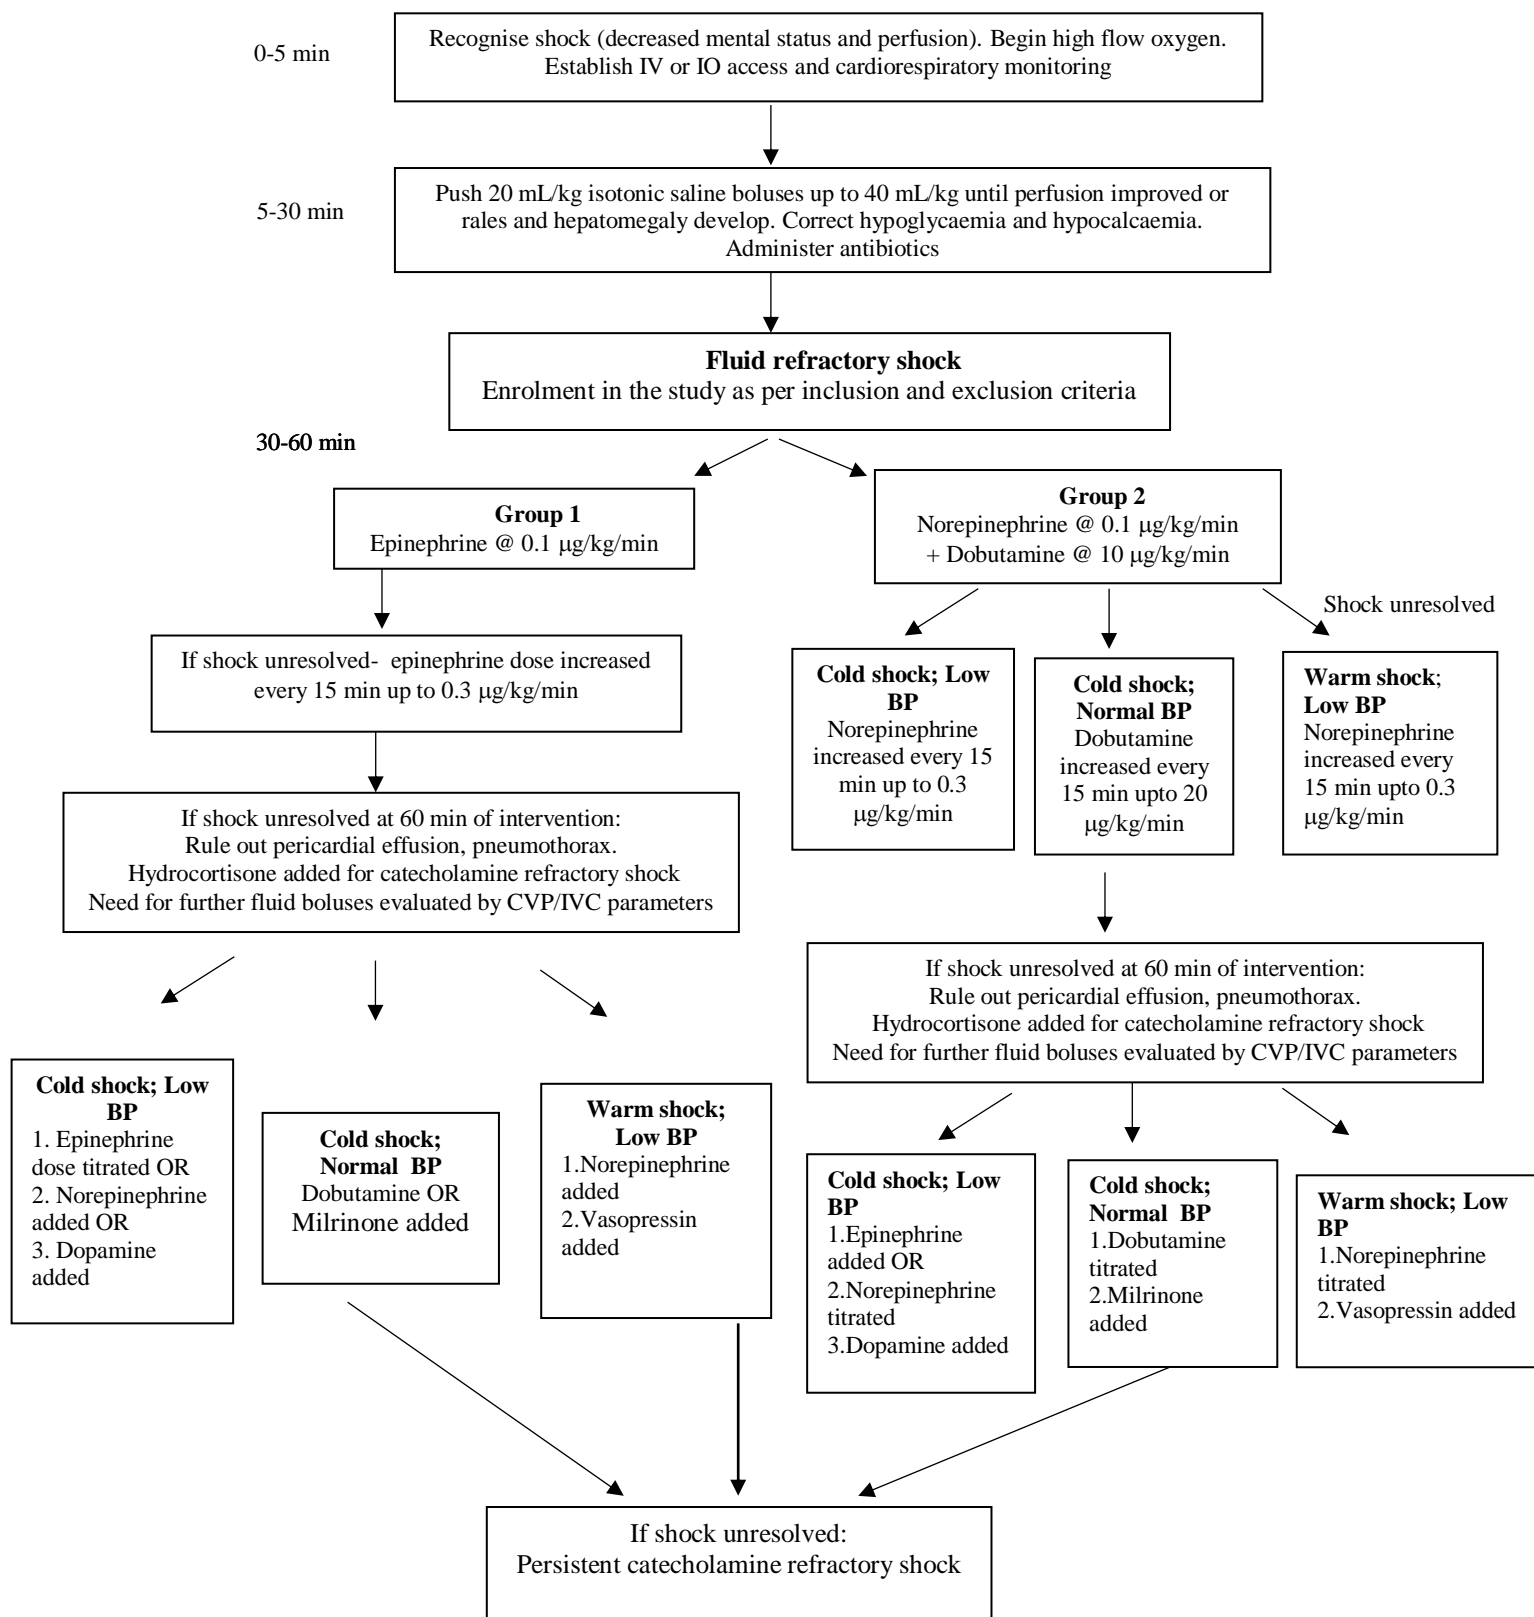 0-5 min
Recognise shock (decreased mental status and perfusion). Begin high flow oxygen.
Establish IV or IO access and cardiorespiratory monitoring
5-30 min
Push 20 mL/kg isotonic saline boluses up to 40 mL/kg until perfusion improved or
rales and hepatomegaly develop. Correct hypoglycaemia and hypocalcaemia.
Administer antibiotics
Fluid refractory shock
Enrolment in the study as per inclusion and exclusion criteria
30-60 min
Group 1
Epinephrine @ 0.1 μg/kg/min
Group 2
Norepinephrine @ 0.1 μg/kg/min
+ Dobutamine @ 10 μg/kg/min
Shock unresolved
If shock unresolved- epinephrine dose increased
every 15 min up to 0.3 μg/kg/min
Cold shock; Low
BP
Norepinephrine
increased every 15
min up to 0.3
μg/kg/min
Cold shock;
Normal BP
Dobutamine
increased every
15 min upto 20
μg/kg/min
Warm shock;
Low BP
Norepinephrine
increased every
15 min upto 0.3
μg/kg/min
If shock unresolved at 60 min of intervention:
Rule out pericardial effusion, pneumothorax.
Hydrocortisone added for catecholamine refractory shock
Need for further fluid boluses evaluated by CVP/IVC parameters
If shock unresolved at 60 min of intervention:
Rule out pericardial effusion, pneumothorax.
Hydrocortisone added for catecholamine refractory shock
Need for further fluid boluses evaluated by CVP/IVC parameters
Cold shock; Low
BP
1. Epinephrine
dose titrated OR
2. Norepinephrine
added OR
3. Dopamine
added
Cold shock;
Normal BP
Dobutamine OR
Milrinone added
Warm shock;
Low BP
1.Norepinephrine
added
2.Vasopressin
added
Cold shock; Low
BP
1.Epinephrine
added OR
2.Norepinephrine
titrated
3.Dopamine added
Cold shock;
Normal BP
1.Dobutamine
titrated
2.Milrinone
added
Warm shock; Low
BP
1.Norepinephrine
titrated
2.Vasopressin added
If shock unresolved:
Persistent catecholamine refractory shock